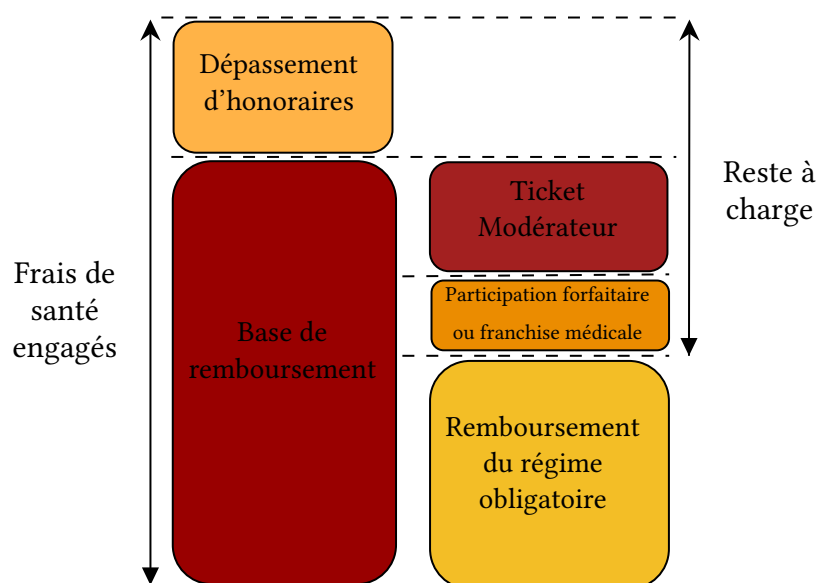 Dépassement
d’honoraires
Ticket
Modérateur
Reste à
charge
Frais de
santé
engagés
Participation forfaitaire
ou franchise médicale
Base de
remboursement
Remboursement
du régime
obligatoire